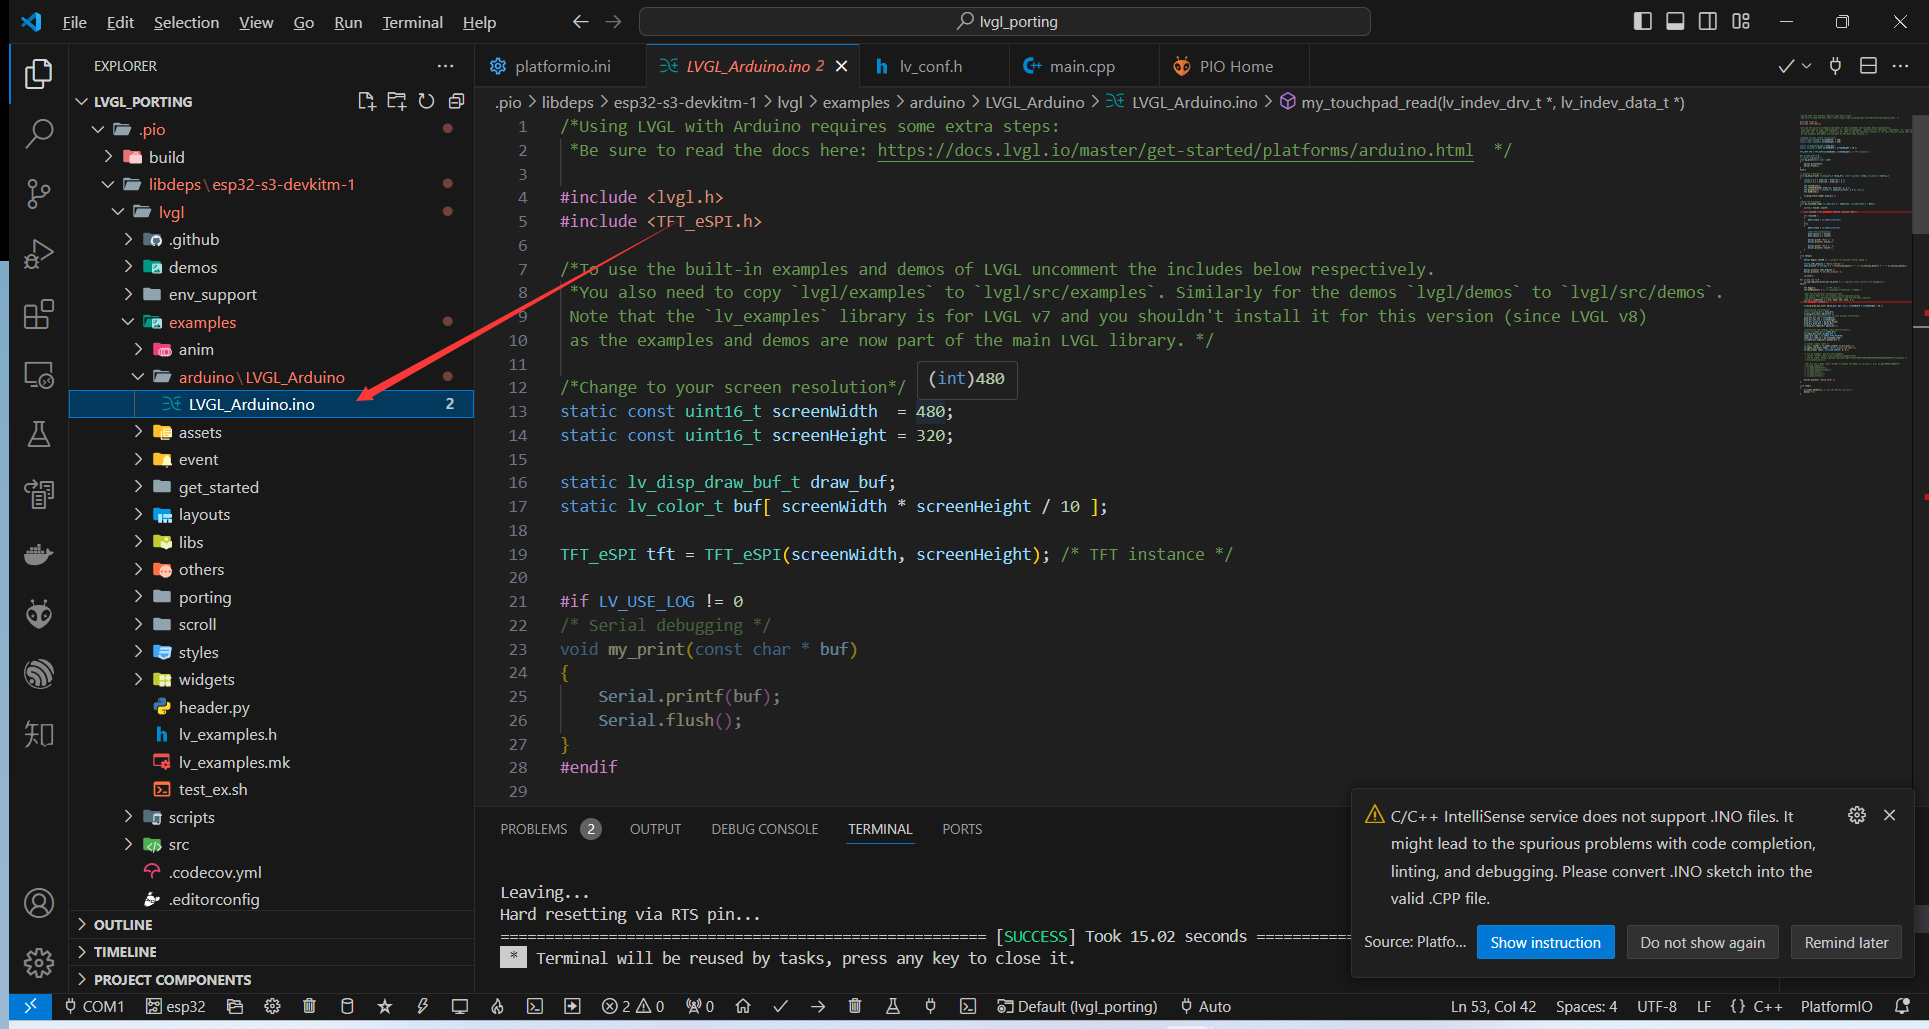 File Edit Selection View Go Run Terminal Help
lvgl_porting
EXPLORER
LVGL_PORTING
.pio
build
libdeps\esp32-s3-devkitm-1
lvgl
.github
demos
env_support
examples
anim
arduino\LVGL_Arduino
LVGL_Arduino.ino 2
assets
event
get_started
layouts
libs
others
porting
scroll
styles
widgets
header.py
lv_examples.h
lv_examples.mk
test_ex.sh
scripts
src
.codecov.yml
.editorconfig
OUTLINE
TIMELINE
PROJECT COMPONENTS
知
platformio.ini LVGL_Arduino.ino 2 lv_conf.h main.cpp PIO Home
.pio > libdeps > esp32-s3-devkitm-1 > lvgl > examples > arduino > LVGL_Arduino > LVGL_Arduino.ino > my_touchpad_read(lv_indev_drv_t *, lv_indev_data_t *)
1 /*Using LVGL with Arduino requires some extra steps:
2 *Be sure to read the docs here: https://docs.lvgl.io/master/get-started/platforms/arduino.html */
3
4 #include <lvgl.h>
5 #include <TFT_eSPI.h>
6
7 /*To use the built-in examples and demos of LVGL uncomment the includes below respectively.
8 *You also need to copy `lvgl/examples` to `lvgl/src/examples`. Similarly for the demos `lvgl/demos` to `lvgl/src/demos`.
9 Note that the `lv_examples` library is for LVGL v7 and you shouldn't install it for this version (since LVGL v8)
10 as the examples and demos are now part of the main LVGL library. */
11
12 /*Change to your screen resolution*/
(int)480
13 static const uint16_t screenWidth = 480;
14 static const uint16_t screenHeight = 320;
15
16 static lv_disp_draw_buf_t draw_buf;
17 static lv_color_t buf[ screenWidth * screenHeight / 10 ];
18
19 TFT_eSPI tft = TFT_eSPI(screenWidth, screenHeight); /* TFT instance */
20
21 #if LV_USE_LOG != 0
22 /* Serial debugging */
23 void my_print(const char * buf)
24 {
25 Serial.printf(buf);
26 Serial.flush();
27 }
28 #endif
29
PROBLEMS 2 OUTPUT DEBUG CONSOLE TERMINAL PORTS
Leaving...
Hard resetting via RTS pin...
====================================================== [SUCCESS] Took 15.02 seconds ===========
* Terminal will be reused by tasks, press any key to close it.
C/C++ IntelliSense service does not support .INO files. It
might lead to the spurious problems with code completion,
linting, and debugging. Please convert .INO sketch into the
valid .CPP file.
Source: Platfo... Show instruction Do not show again Remind later
COM1 esp32 2 0 0 Default (lvgl_porting) Auto Ln 53, Col 42 Spaces: 4 UTF-8 LF {} C++ PlatformIO